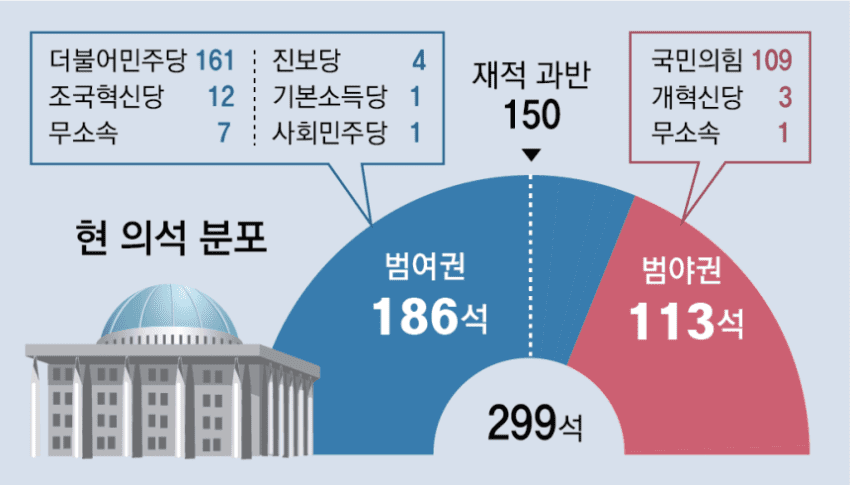 더불어민주당 161
조국혁신당 12
무소속 7
진보당 4
기본소득당 1
사회민주당 1
재적 과반
150
국민의힘 109
개혁신당 3
무소속 1
현 의석 분포
범여권
186석
범야권
113석
299석